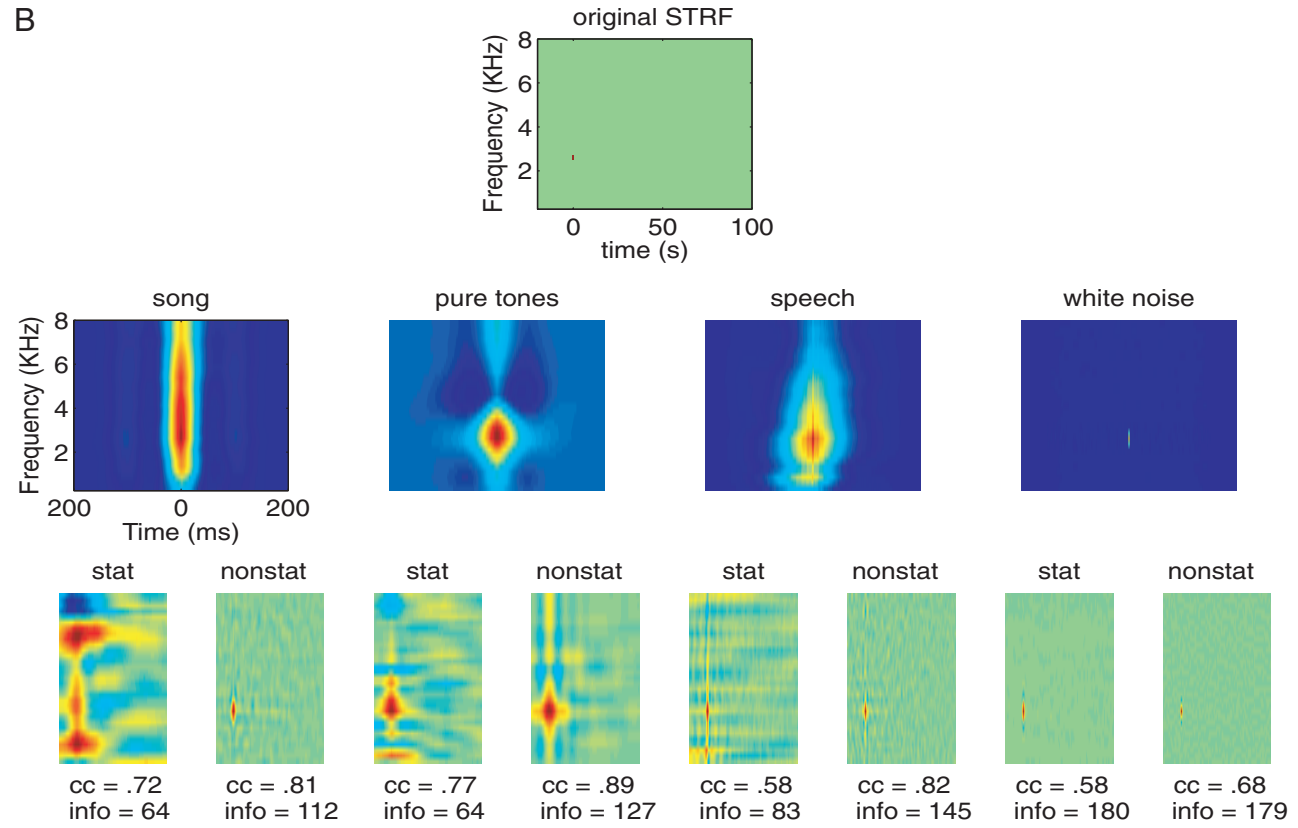 B
original STRF
8
6
4
2
Frequency (KHz)
0 50 100
time (s)
song pure tones speech white noise
8
6
4
2
Frequency (KHz)
200 0 200
Time (ms)
stat nonstat stat nonstat stat nonstat stat nonstat
cc = .72 cc = .81 cc = .77 cc = .89 cc = .58 cc = .82 cc = .58 cc = .68
info = 64 info = 112 info = 64 info = 127 info = 83 info = 145 info = 180 info = 179